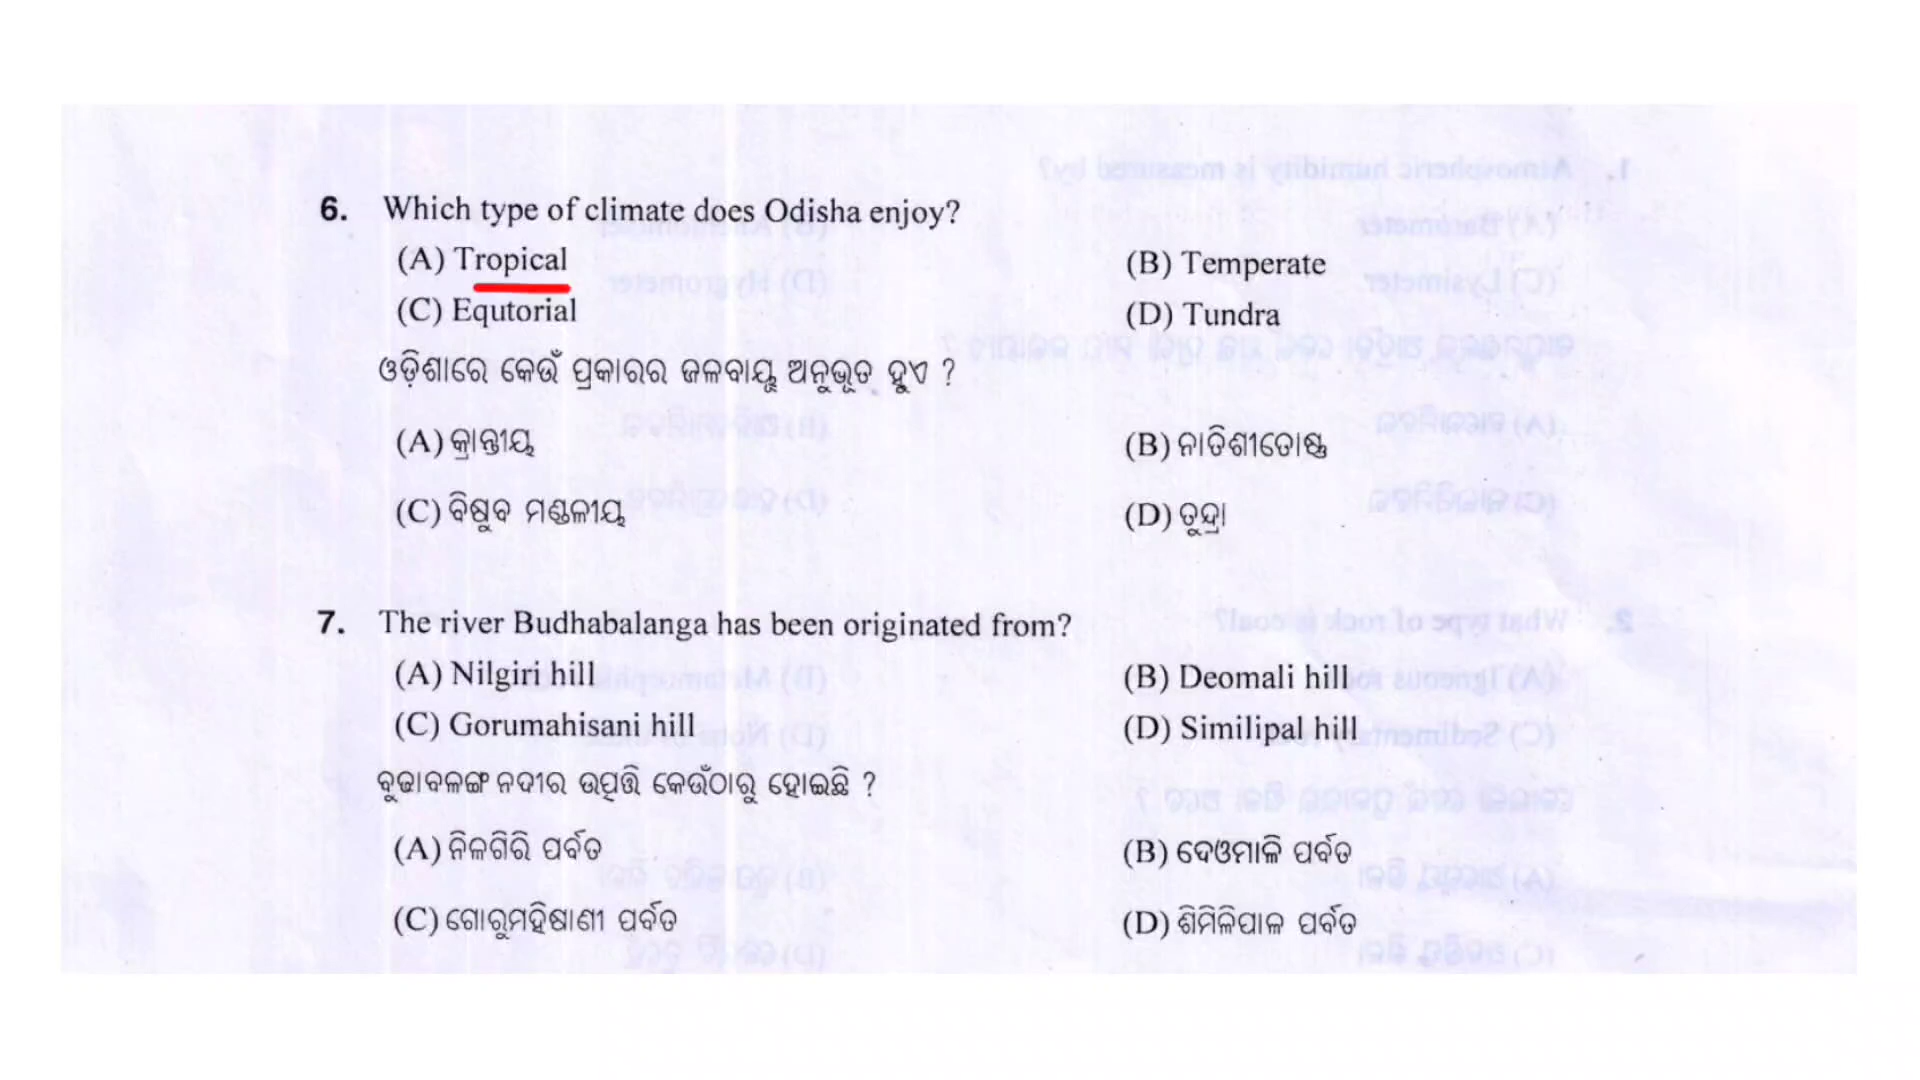 6. Which type of climate does Odisha enjoy?
(A) Tropical (B) Temperate
(C) Equtorial (D) Tundra
ଓଡ଼ିଶାରେ କେଉଁ ପ୍ରକାରର ଜଳବାୟୁ ଅନୁଭୂତ ହୁଏ ?
(A) କ୍ରାନ୍ତୀୟ (B) ନାତିଶୀତୋଷ୍ଣ
(C) ବିଷୁବ ମଣ୍ଡଳୀୟ (D) ତୁନ୍ଦ୍ରା
7. The river Budhabalanga has been originated from?
(A) Nilgiri hill (B) Deomali hill
(C) Gorumahisani hill (D) Similipal hill
ବୁଢାବଳଙ୍ଗ ନଦୀର ଉତ୍ପତ୍ତି କେଉଁଠାରୁ ହୋଇଛି ?
(A) ନିଳଗିରି ପର୍ବତ (B) ଦେଓମାଳି ପର୍ବତ
(C) ଗୋରୁମହିଷାଣୀ ପର୍ବତ (D) ଶିମିଳିପାଳ ପର୍ବତ